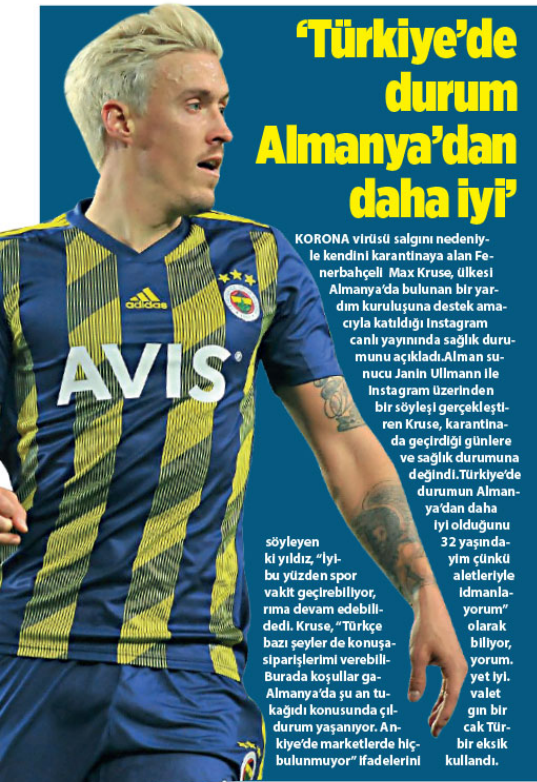 ‘Türkiye’de
durum
Almanya’dan
daha iyi’
KORONA virüsü salgını nedeniy-
le kendini karantinaya alan Fe-
nerbahçeli Max Kruse, ülkesi
Almanya’da bulunan bir yar-
dım kuruluşuna destek ama-
cıyla katıldığı Instagram
canlı yayınında sağlık duru-
munu açıkladı.Alman su-
nucu Janin Ullmann ile
Instagram üzerinden
bir söyleşi gerçekleşti-
ren Kruse, karantina-
da geçirdiği günlere
ve sağlık durumuna
değindi.Türkiye’de
durumun Alman-
ya’dan daha
iyi olduğunu
söyleyen 32 yaşında-
ki yıldız, “İyi- yim çünkü
bu yüzden spor aletleriyle
vakit geçirebiliyor, idmanla-
rıma devam edebili- yorum”
dedi. Kruse, “Türkçe olarak
bazı şeyler de konuşa- biliyor,
siparişlerimi verebili- yorum.
Burada koşullar ga- yet iyi.
Almanya’da şu an tu- valet
kağıdı konusunda çıl- gın bir
durum yaşanıyor. An- cak Tür-
kiye’de marketlerde hiç- bir eksik
bulunmuyor” ifadelerini kullandı.
adidas
AVIS